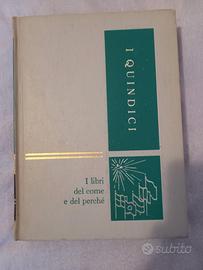 I QUINDICI
I libri
del come
e del perché
subito